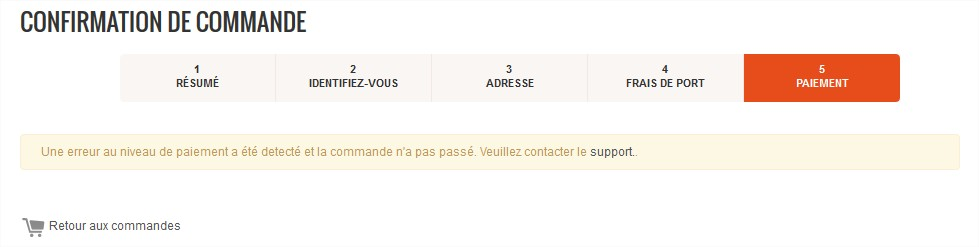 CONFIRMATION DE COMMANDE
1 2 3 4 5
RÉSUMÉ IDENTIFIEZ-VOUS ADRESSE FRAIS DE PORT PAIEMENT
Une erreur au niveau de paiement a été detecté et la commande n'a pas passé. Veuillez contacter le support..
Retour aux commandes